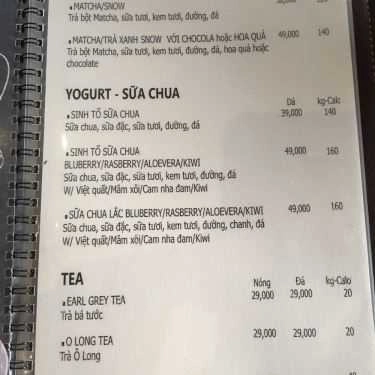 MATCHA/SNOW
Trà bột Matcha, sữa tươi, kem tươi, đường, đá
MATCHA/TRÀ XANH SNOW VỚI CHOCOLA hoặc HOA QUẢ 49,000 140
Trà bột Matcha, sữa tươi, kem tươi, đường, đá, hoa quả hoặc
chocolate
YOGURT - SỮA CHUA
Đá kg-Calo
SINH TỐ SỮA CHUA 39,000 140
Sữa chua, sữa đặc, sữa tươi, đường, đá
SINH TỐ SỮA CHUA 49,000 160
BLUBERRY/RASBERRY/ALOEVERA/KIWI
Sữa chua, sữa đặc, sữa tươi, kem tươi, đường, đá
W/ Việt quất/Mâm xôi/Cam nha đam/Kiwi
SỮA CHUA LẮC BLUBERRY/RASBERRY/ALOEVERA/KIWI 49,000 160
Sữa chua, sữa đặc, sữa tươi, kem tươi, đường, chanh, đá
W/ Việt quất/Mâm xôi/Cam nha đam/Kiwi
TEA
Nóng Đá kg-Calo
EARL GREY TEA 29,000 29,000 20
Trà bá tước
O LONG TEA 29,000 29,000 20
Trà Ô Long